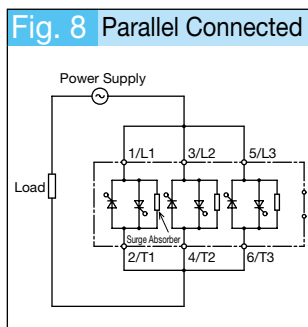 Fig. 8 Parallel Connected
Power Supply
1/L1 3/L2 5/L3
Load
Surge Absorber
2/T1 4/T2 6/T3